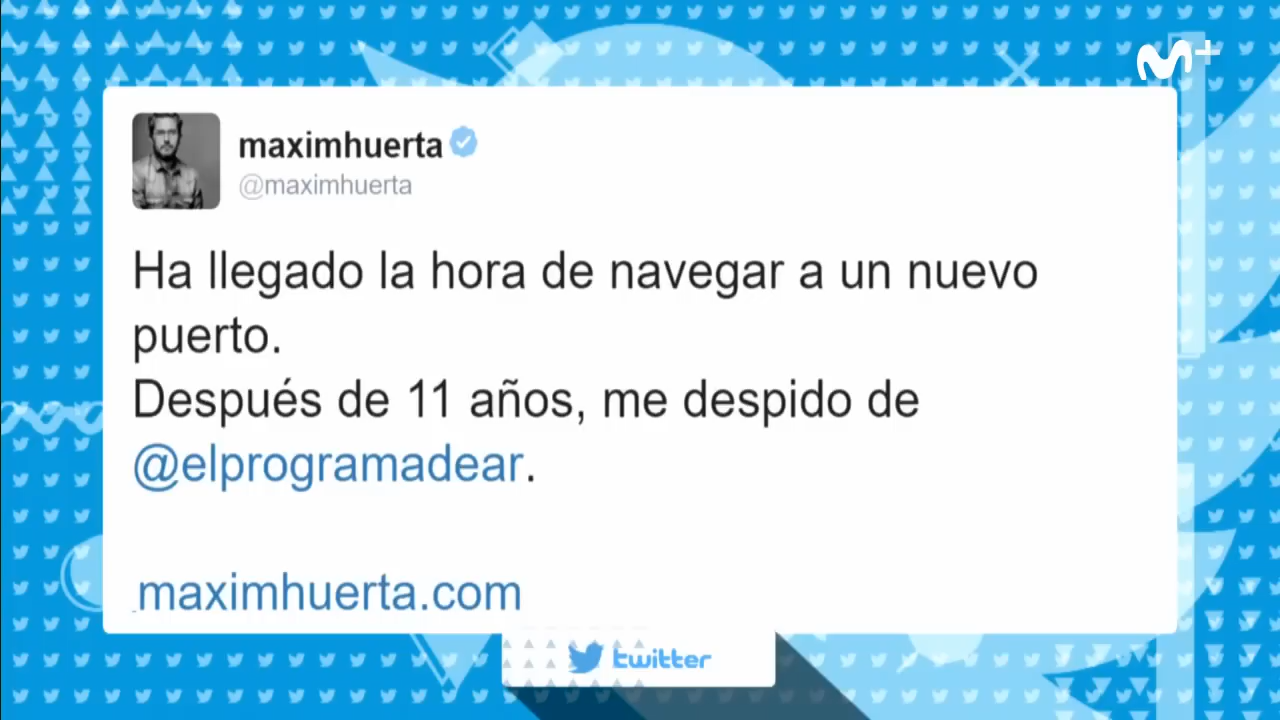 M+
maximhuerta
@maximhuerta
Ha llegado la hora de navegar a un nuevo
puerto.
Después de 11 años, me despido de
@elprogramadear.
maximhuerta.com
twitter